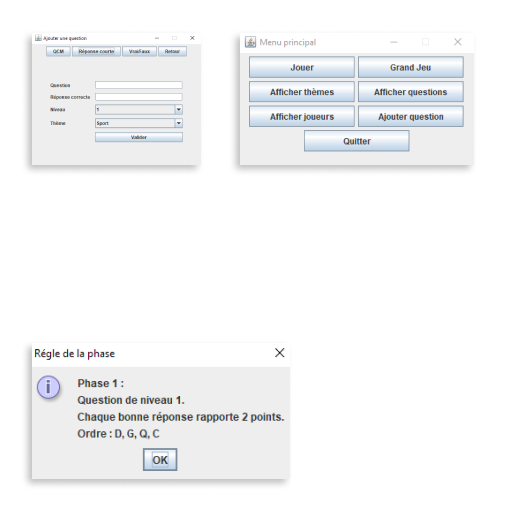 Ajouter une question
QCM Réponse courte Vrai/Faux Retour
Question
Réponse correcte
Niveau 1
Thème Sport
Valider
Menu principal
Jouer Grand Jeu
Afficher thèmes Afficher questions
Afficher joueurs Ajouter question
Quitter
Régle de la phase
Phase 1 :
Question de niveau 1.
Chaque bonne réponse rapporte 2 points.
Ordre : D, G, Q, C
OK